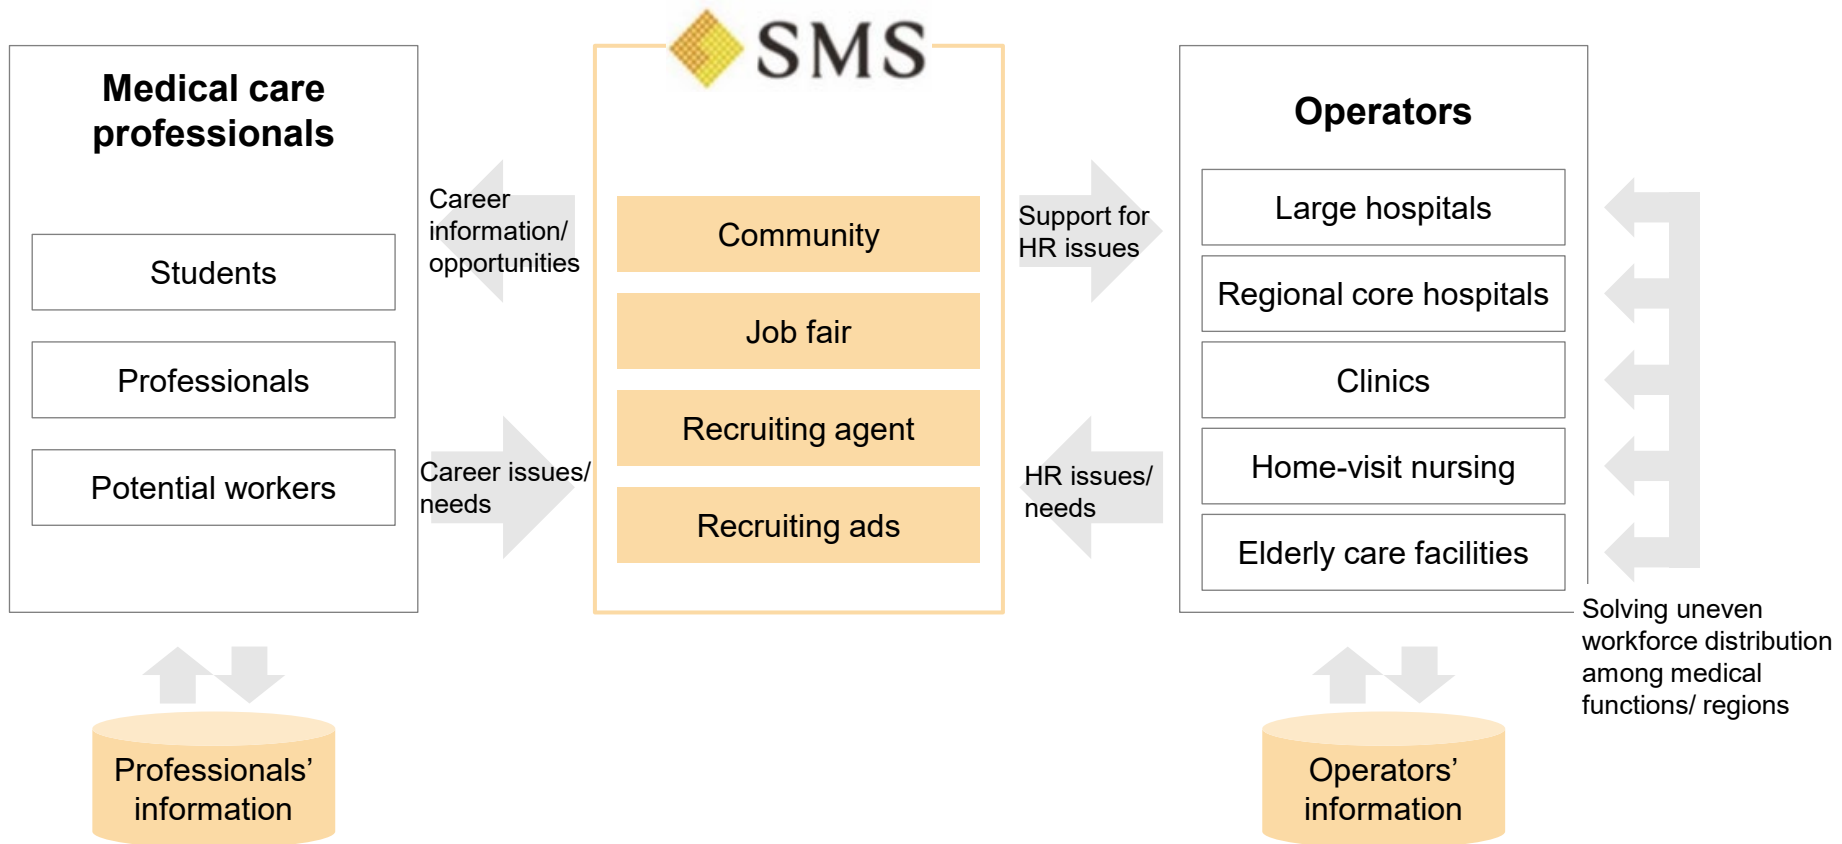 SMS
Medical care
professionals
Students
Professionals
Potential workers
Career
information/
opportunities
Career issues/
needs
Community
Job fair
Recruiting agent
Recruiting ads
Support for
HR issues
HR issues/
needs
Operators
Large hospitals
Regional core hospitals
Clinics
Home-visit nursing
Elderly care facilities
Solving uneven
workforce distribution
among medical
functions/ regions
Professionals’
information
Operators’
information